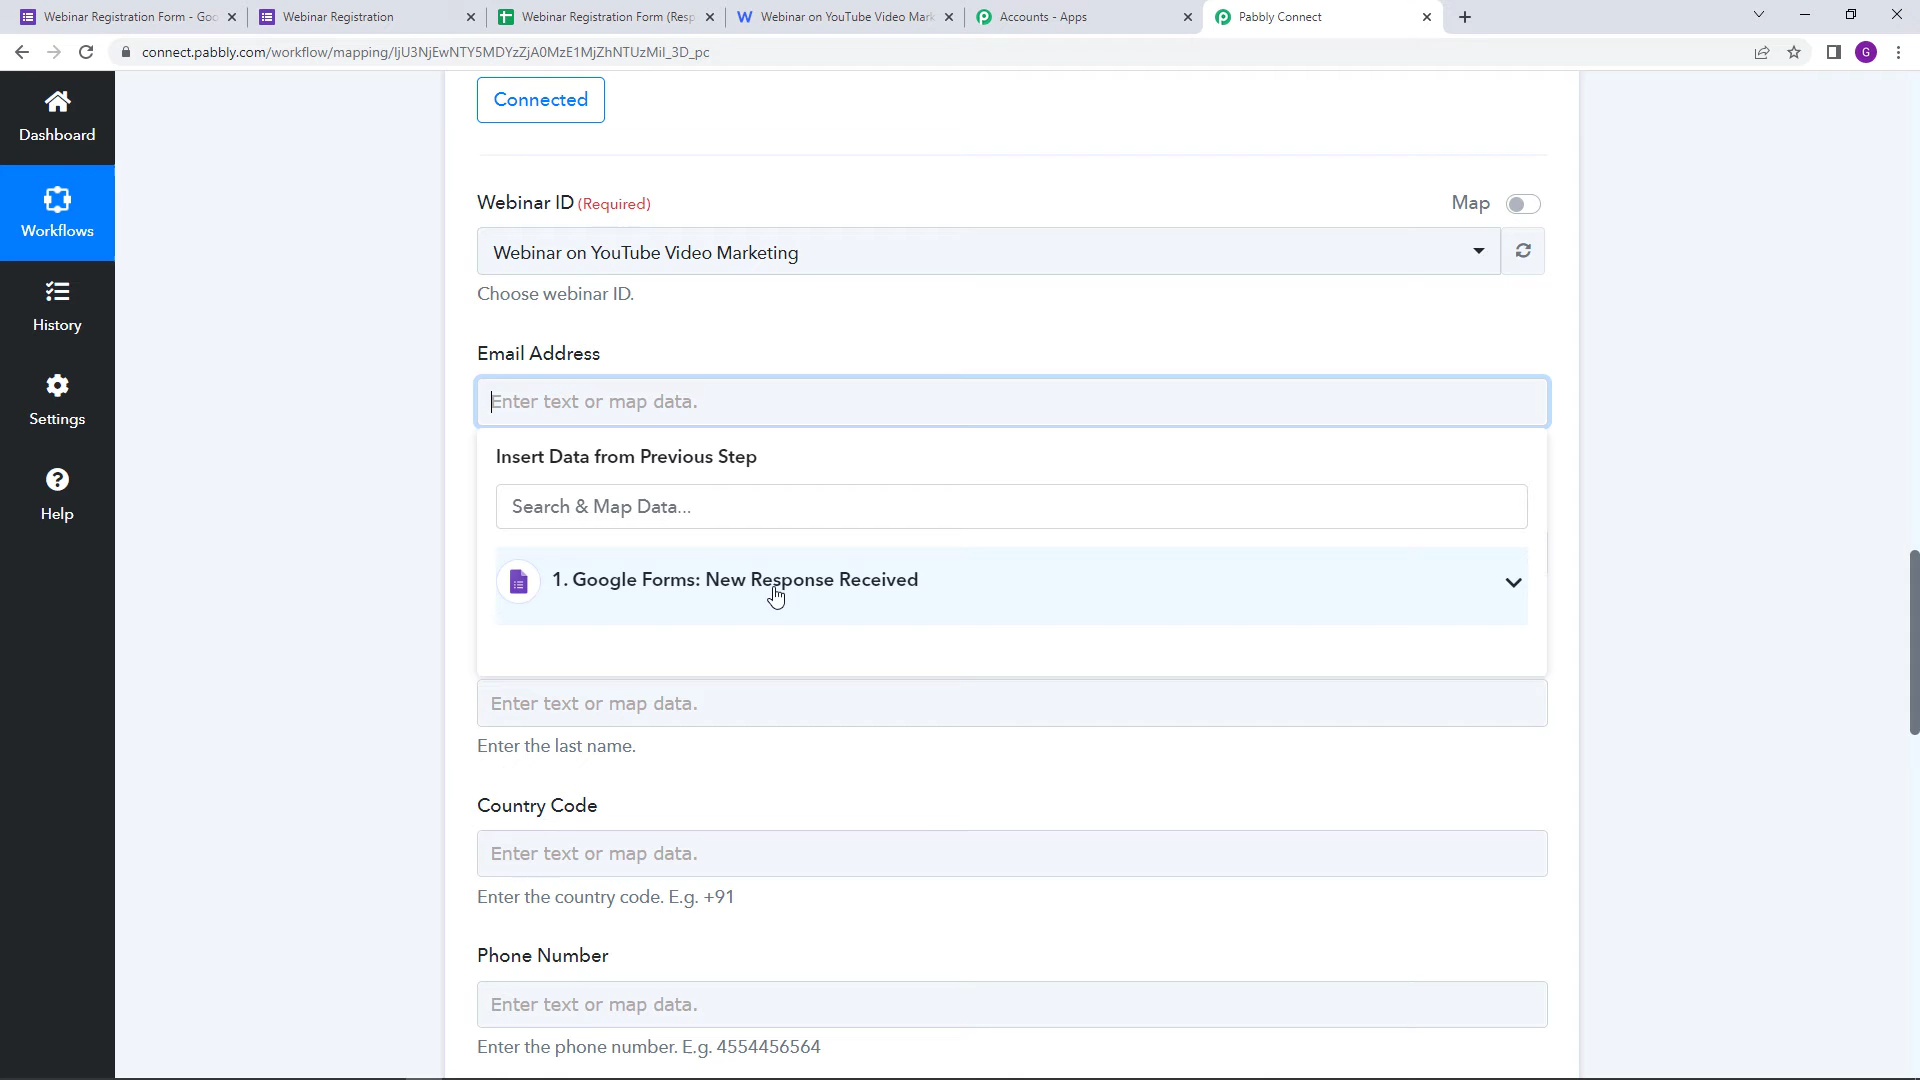 Webinar Registration Form - Goo
Webinar Registration
Webinar Registration Form (Resp
Webinar on YouTube Video Mark
Accounts - Apps
Pabbly Connect
connect.pabbly.com/workflow/mapping/IjU3NjEwNTY5MDYzZjA0MzE1MjZhNTUzMiI_3D_pc
G
Dashboard
Workflows
History
Settings
Help
Connected
Webinar ID (Required)
Map
Webinar on YouTube Video Marketing
Choose webinar ID.
Email Address
Enter text or map data.
Insert Data from Previous Step
Search & Map Data...
1. Google Forms: New Response Received
Enter text or map data.
Enter the last name.
Country Code
Enter text or map data.
Enter the country code. E.g. +91
Phone Number
Enter text or map data.
Enter the phone number. E.g. 4554456564